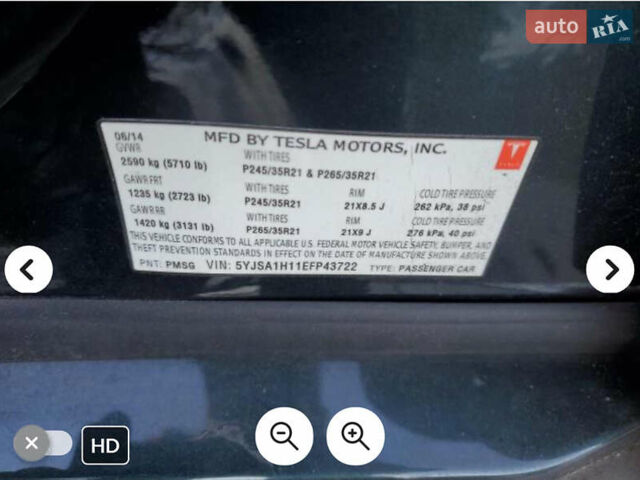 auto RIA.com
06/14 MFD BY TESLA MOTORS, INC.
GVWR WITH TIRES
2590 kg (5710 lb) P245/35R21 & P265/35R21
GAWR FRT WITH TIRES RIM COLD TIRE PRESSURE
1235 kg (2723 lb) P245/35R21 21X8.5 J 262 kPa, 38 psi
GAWR RR WITH TIRES RIM COLD TIRE PRESSURE
1420 kg (3131 lb) P265/35R21 21X9 J 276 kPa, 40 psi
THIS VEHICLE CONFORMS TO ALL APPLICABLE U.S. FEDERAL MOTOR VEHICLE SAFETY, BUMPER, AND
THEFT PREVENTION STANDARDS IN EFFECT ON THE DATE OF MANUFACTURE SHOWN ABOVE.
PNT: PMSG VIN: 5YJSA1H11EFP43722 TYPE: PASSENGER CAR
HD